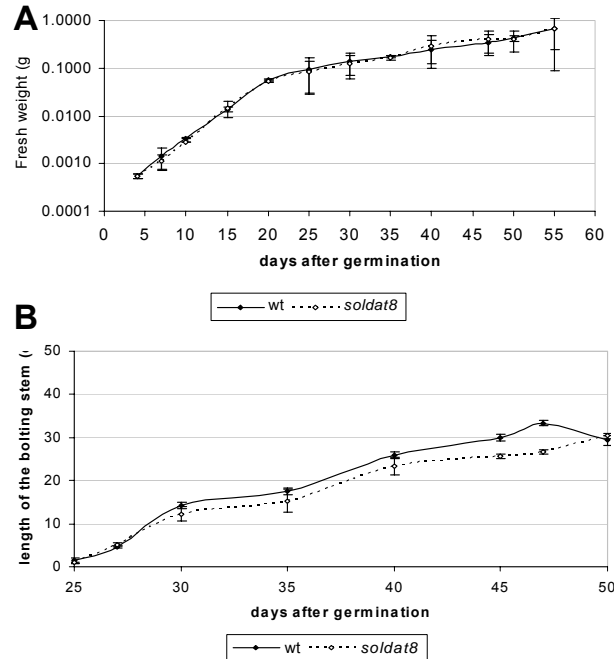 A
Fresh weight (g
1.0000
0.1000
0.0100
0.0010
0.0001
0 5 10 15 20 25 30 35 40 45 50 55 60
days after germination
wt soldat8
B
length of the bolting stem (
50
40
30
20
10
0
25 30 35 40 45 50
days after germination
wt soldat8